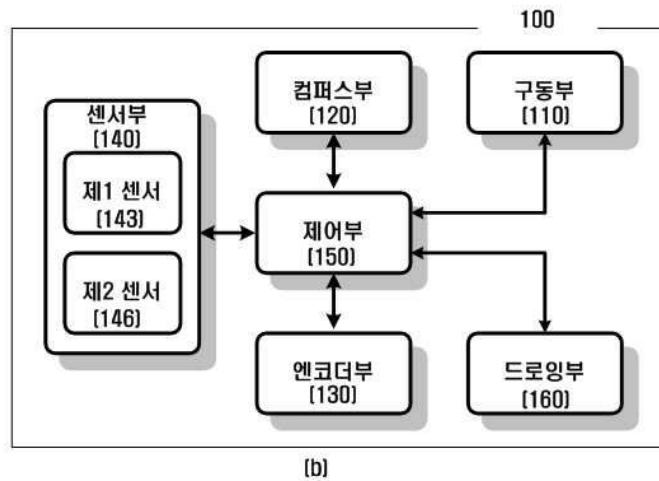 100
컴퍼스부
[120]
구동부
[110]
센서부
[140]
제1 센서
[143]
제2 센서
[146]
제어부
[150]
엔코더부
[130]
드로잉부
[160]
[b]